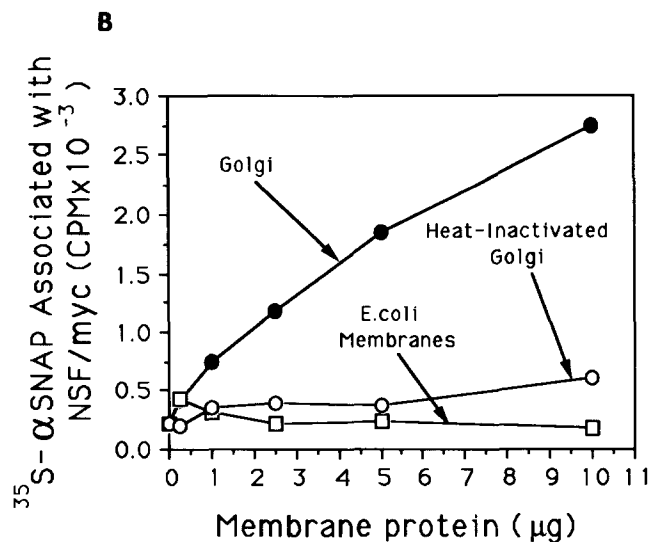 B
³⁵S-αSNAP Associated with
NSF/myc (CPMx10⁻³)
3.0
2.5
2.0
1.5
1.0
0.5
0.0
Golgi
Heat-Inactivated
Golgi
E.coli
Membranes
0 1 2 3 4 5 6 7 8 9 10 11
Membrane protein (μg)